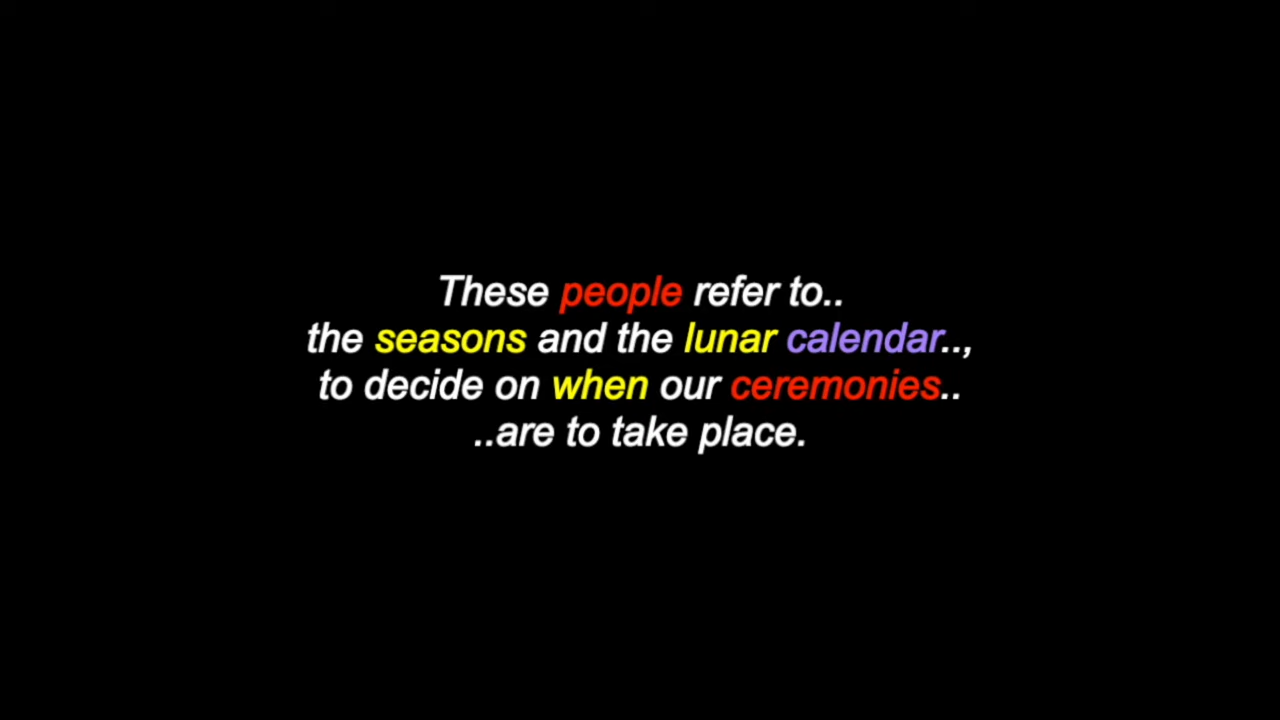 These people refer to..
the seasons and the lunar calendar..,
to decide on when our ceremonies..
..are to take place.